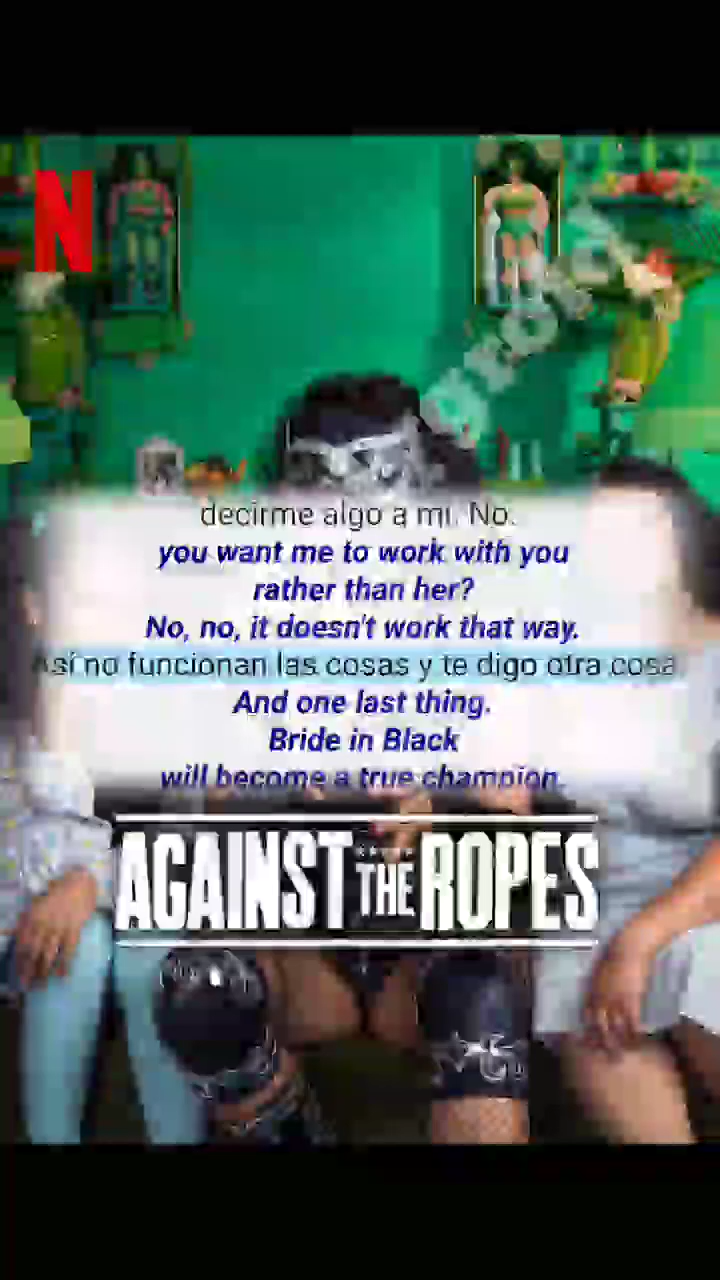 N
decirme algo a mi. No.
you want me to work with you
rather than her?
No, no, it doesn't work that way.
Así no funcionan las cosas y te digo otra cosa.
And one last thing.
Bride in Black
will become a true champion.
AGAINST THE ROPES